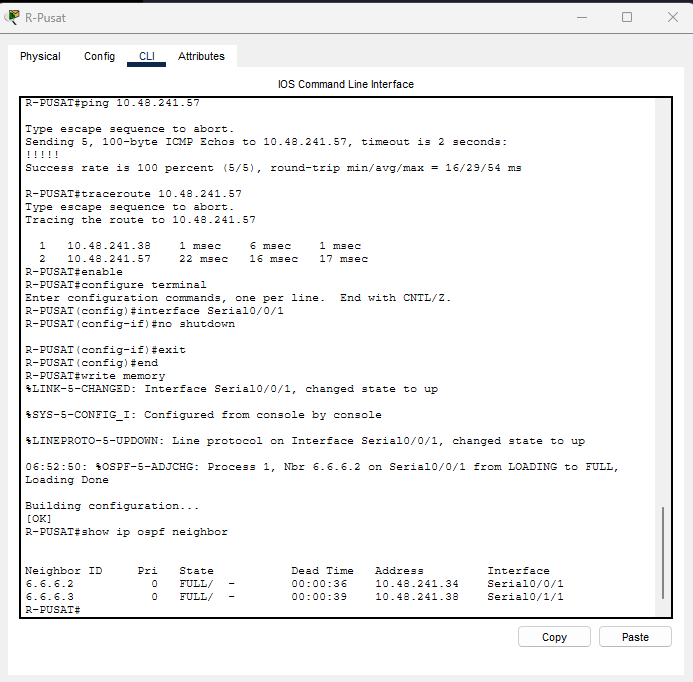 R-Pusat
Physical Config CLI Attributes
IOS Command Line Interface
R-PUSAT#ping 10.48.241.57
Type escape sequence to abort.
Sending 5, 100-byte ICMP Echos to 10.48.241.57, timeout is 2 seconds:
!!!!!
Success rate is 100 percent (5/5), round-trip min/avg/max = 16/29/54 ms
R-PUSAT#traceroute 10.48.241.57
Type escape sequence to abort.
Tracing the route to 10.48.241.57
1 10.48.241.38 1 msec 6 msec 1 msec
2 10.48.241.57 22 msec 16 msec 17 msec
R-PUSAT#enable
R-PUSAT#configure terminal
Enter configuration commands, one per line. End with CNTL/Z.
R-PUSAT(config)#interface Serial0/0/1
R-PUSAT(config-if)#no shutdown
R-PUSAT(config-if)#exit
R-PUSAT(config)#end
R-PUSAT#write memory
%LINK-5-CHANGED: Interface Serial0/0/1, changed state to up
%SYS-5-CONFIG_I: Configured from console by console
%LINEPROTO-5-UPDOWN: Line protocol on Interface Serial0/0/1, changed state to up
06:52:50: %OSPF-5-ADJCHG: Process 1, Nbr 6.6.6.2 on Serial0/0/1 from LOADING to FULL,
Loading Done
Building configuration...
[OK]
R-PUSAT#show ip ospf neighbor
Neighbor ID Pri State Dead Time Address Interface
6.6.6.2 0 FULL/ - 00:00:36 10.48.241.34 Serial0/0/1
6.6.6.3 0 FULL/ - 00:00:39 10.48.241.38 Serial0/1/1
R-PUSAT#
Copy Paste